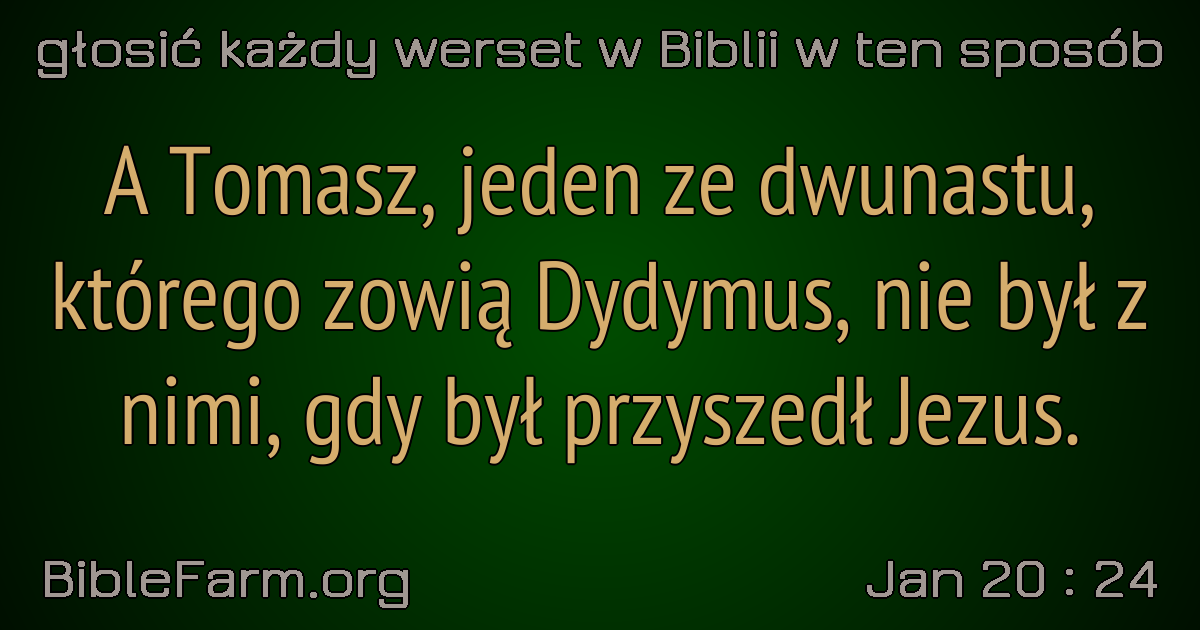 głosić każdy werset w Biblii w ten sposób
A Tomasz, jeden ze dwunastu,
którego zowią Dydymus, nie był z
nimi, gdy był przyszedł Jezus.
BibleFarm.org
Jan 20 : 24